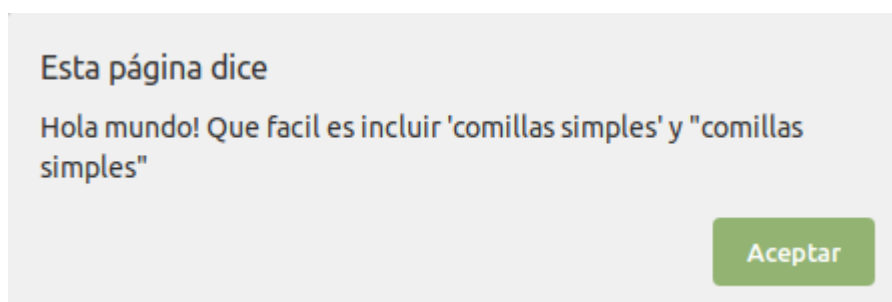 Esta página dice
Hola mundo! Que facil es incluir 'comillas simples' y "comillas
simples"
Aceptar